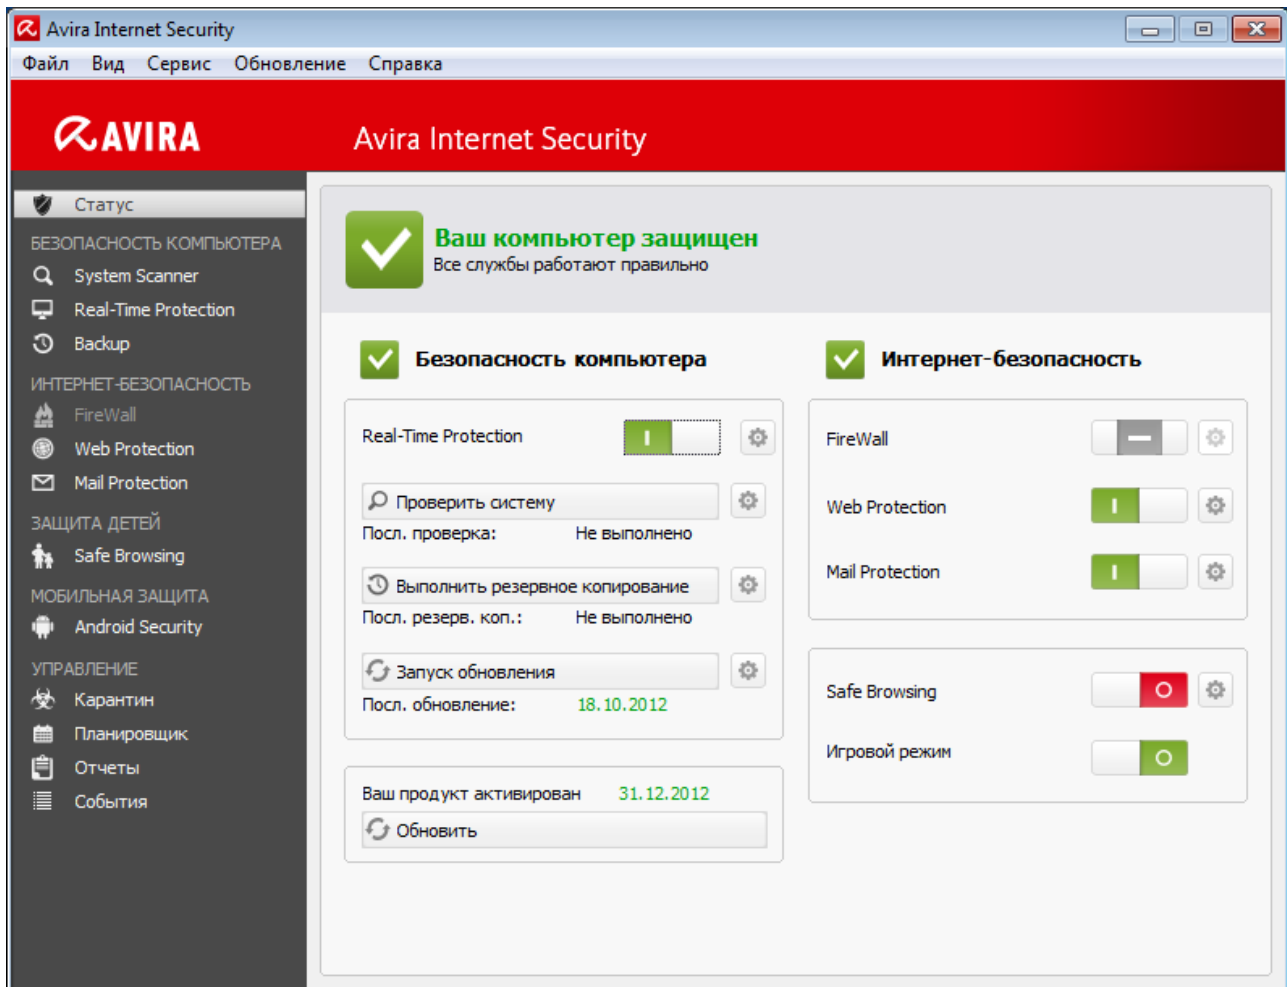 Avira Internet Security
Файл Вид Сервис Обновление Справка
AVIRA
Avira Internet Security
Статус
БЕЗОПАСНОСТЬ КОМПЬЮТЕРА
System Scanner
Real-Time Protection
Backup
ИНТЕРНЕТ-БЕЗОПАСНОСТЬ
FireWall
Web Protection
Mail Protection
ЗАЩИТА ДЕТЕЙ
Safe Browsing
МОБИЛЬНАЯ ЗАЩИТА
Android Security
УПРАВЛЕНИЕ
Карантин
Планировщик
Отчеты
События
Ваш компьютер защищен
Все службы работают правильно
Безопасность компьютера
Real-Time Protection
Проверить систему
Посл. проверка: Не выполнено
Выполнить резервное копирование
Посл. резерв. коп.: Не выполнено
Запуск обновления
Посл. обновление: 18.10.2012
Ваш продукт активирован 31.12.2012
Обновить
Интернет-безопасность
FireWall
Web Protection
Mail Protection
Safe Browsing
Игровой режим